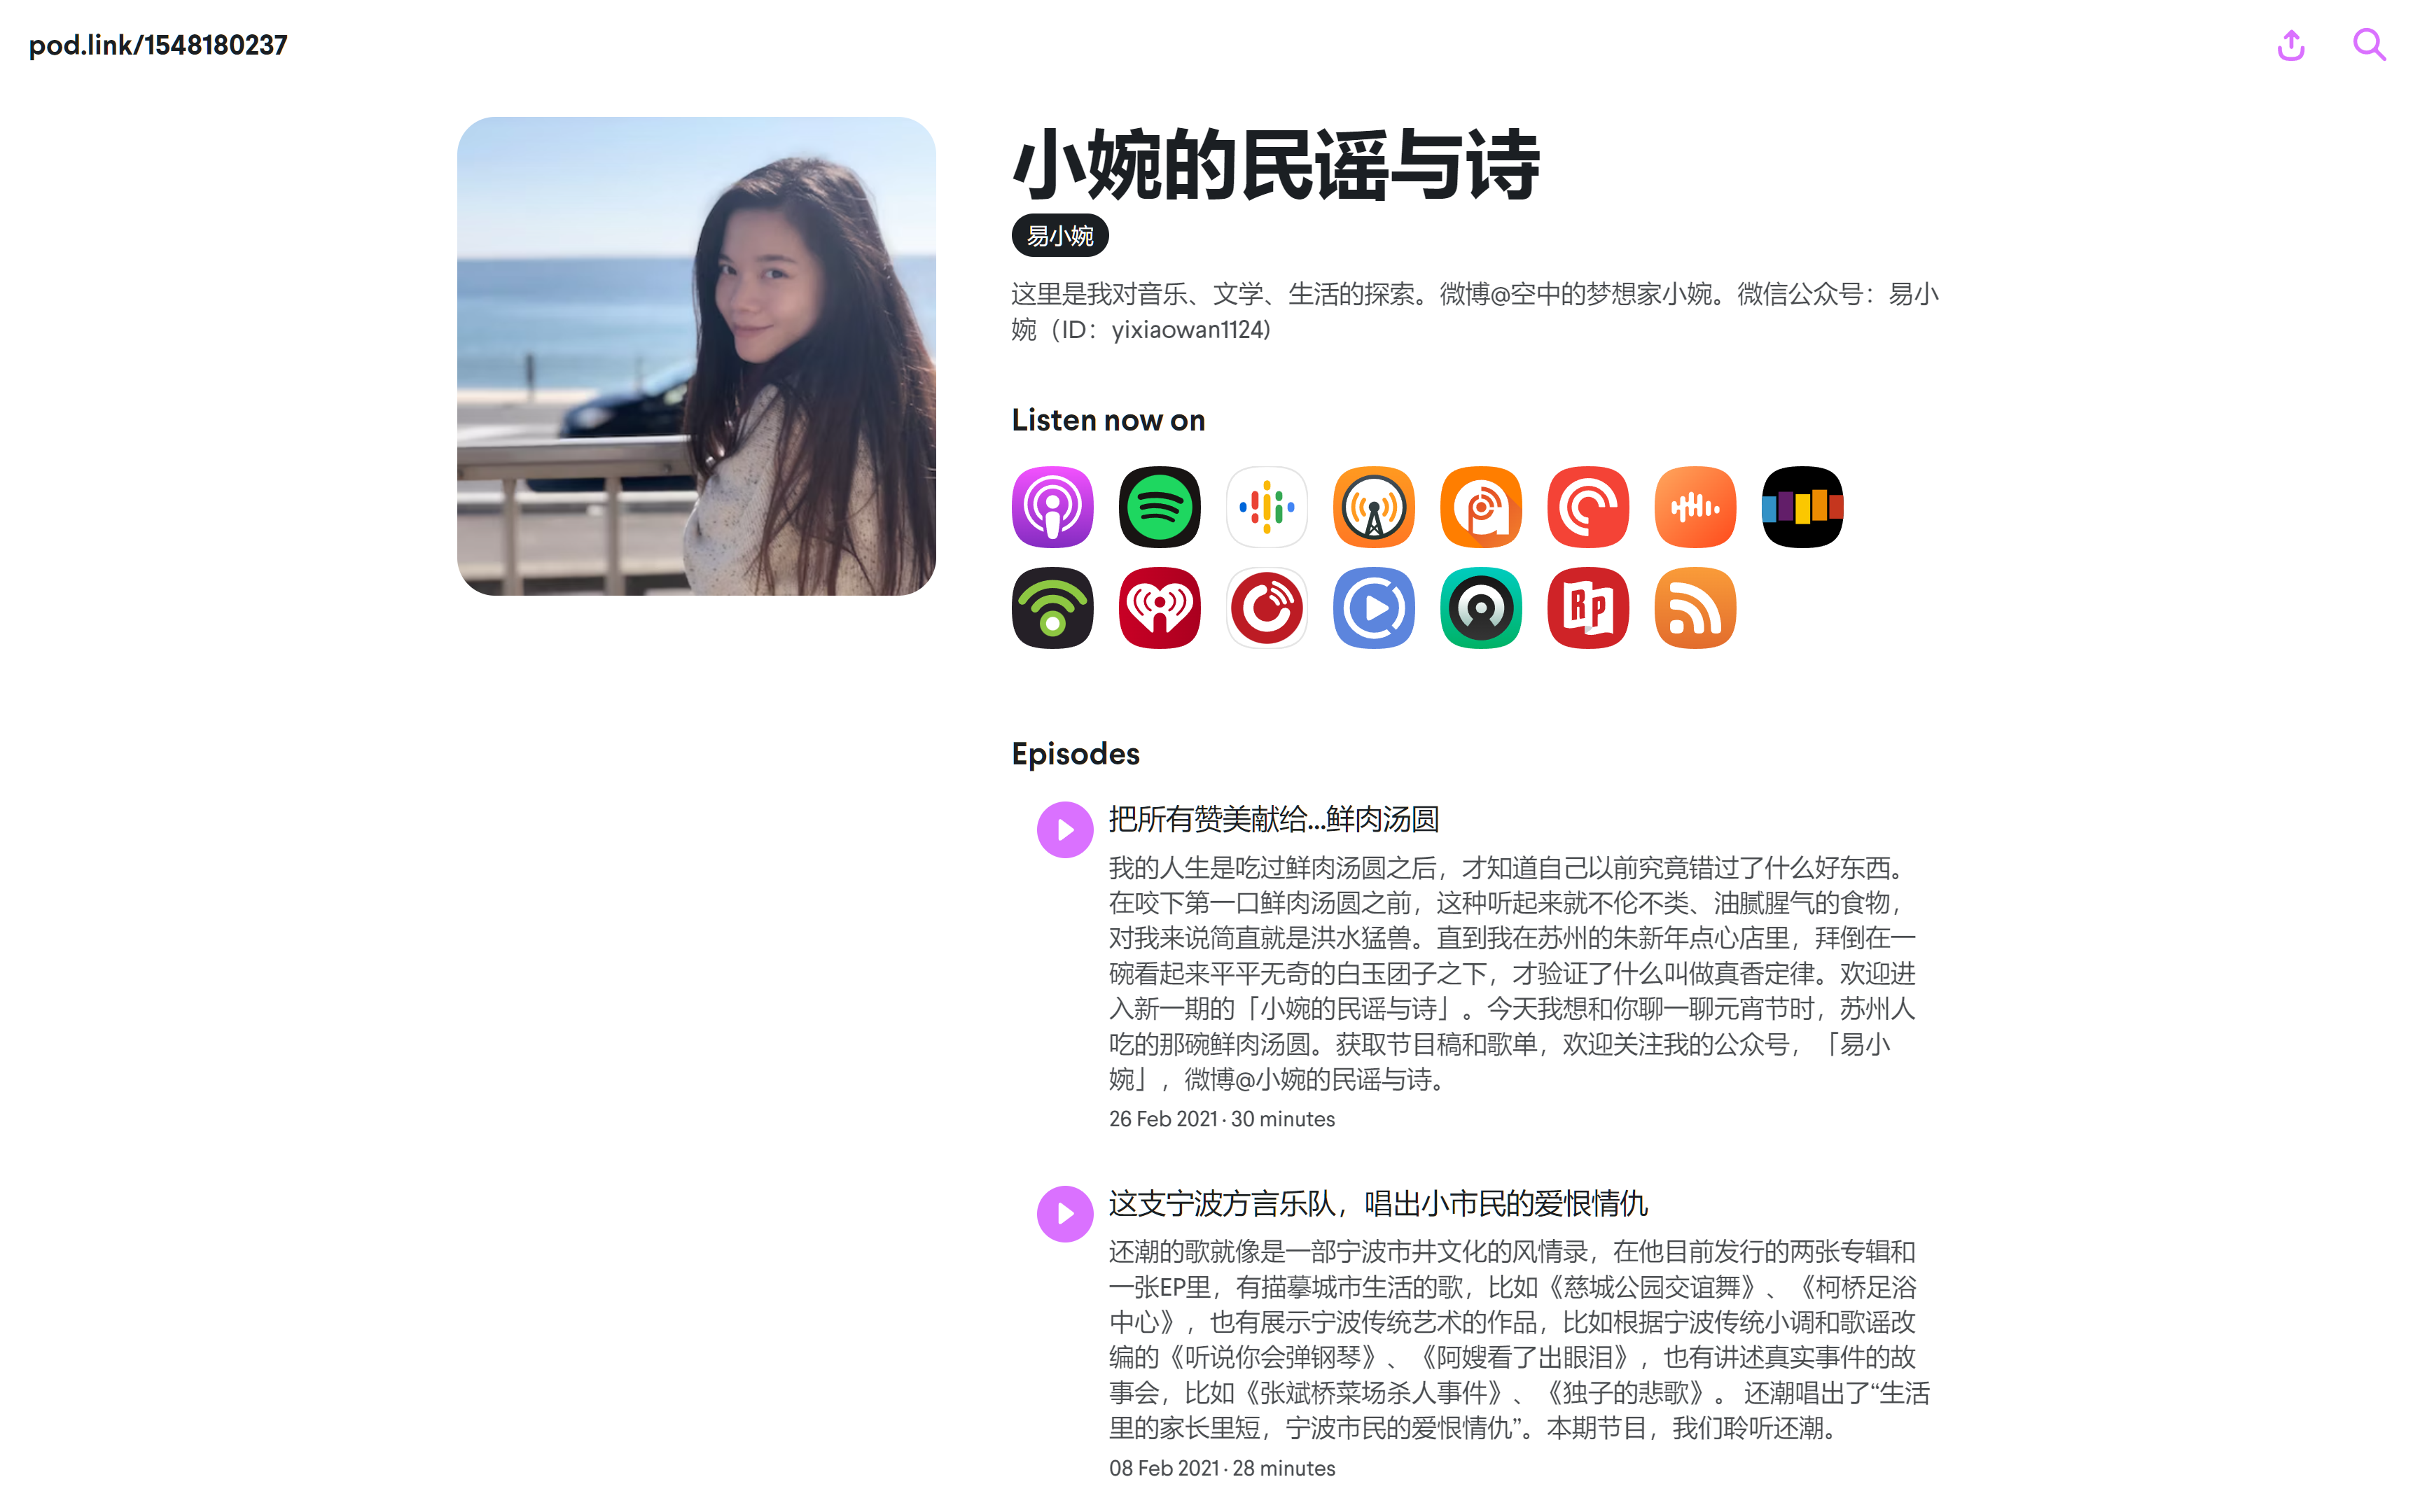 pod.link/1548180237
小婉的民谣与诗
易小婉
这里是我对音乐、文学、生活的探索。微博@空中的梦想家小婉。微信公众号：易小
婉（ID：yixiaowan1124）
Listen now on
RP
Episodes
把所有赞美献给...鲜肉汤圆
我的人生是吃过鲜肉汤圆之后，才知道自己以前究竟错过了什么好东西。
在咬下第一口鲜肉汤圆之前，这种听起来就不伦不类、油腻腥气的食物，
对我来说简直就是洪水猛兽。直到我在苏州的朱新年点心店里，拜倒在一
碗看起来平平无奇的白玉团子之下，才验证了什么叫做真香定律。欢迎进
入新一期的「小婉的民谣与诗」。今天我想和你聊一聊元宵节时，苏州人
吃的那碗鲜肉汤圆。获取节目稿和歌单，欢迎关注我的公众号，「易小
婉」，微博@小婉的民谣与诗。
26 Feb 2021 · 30 minutes
这支宁波方言乐队，唱出小市民的爱恨情仇
还潮的歌就像是一部宁波市井文化的风情录，在他目前发行的两张专辑和
一张EP里，有描摹城市生活的歌，比如《慈城公园交谊舞》、《柯桥足浴
中心》，也有展示宁波传统艺术的作品，比如根据宁波传统小调和歌谣改
编的《听说你会弹钢琴》、《阿嫂看了出眼泪》，也有讲述真实事件的故
事会，比如《张斌桥菜场杀人事件》、《独子的悲歌》。 还潮唱出了“生活
里的家长里短，宁波市民的爱恨情仇”。本期节目，我们聆听还潮。
08 Feb 2021 · 28 minutes